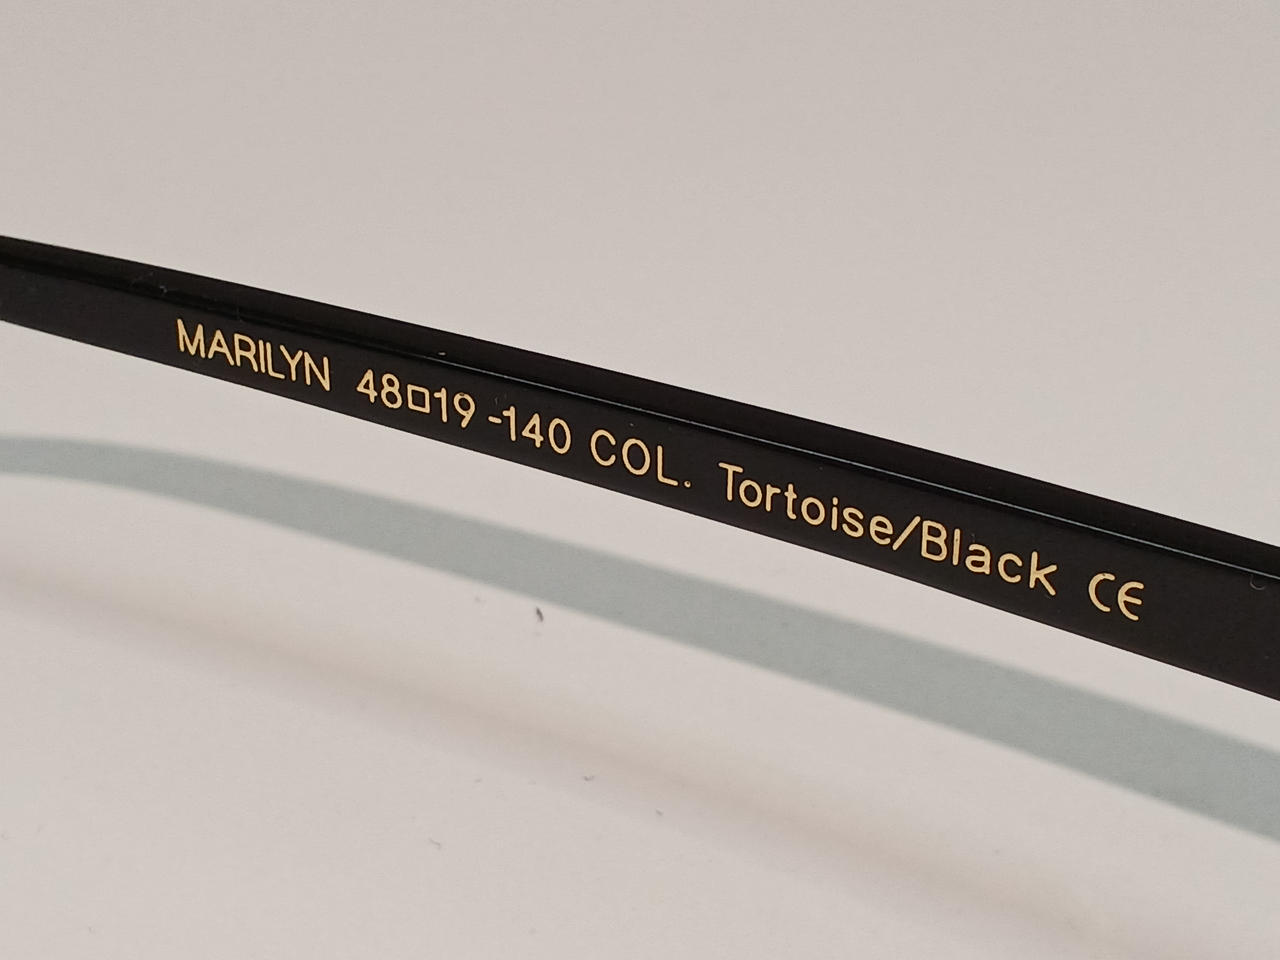 MARILYN 48□19-140 COL. Tortoise/Black CE